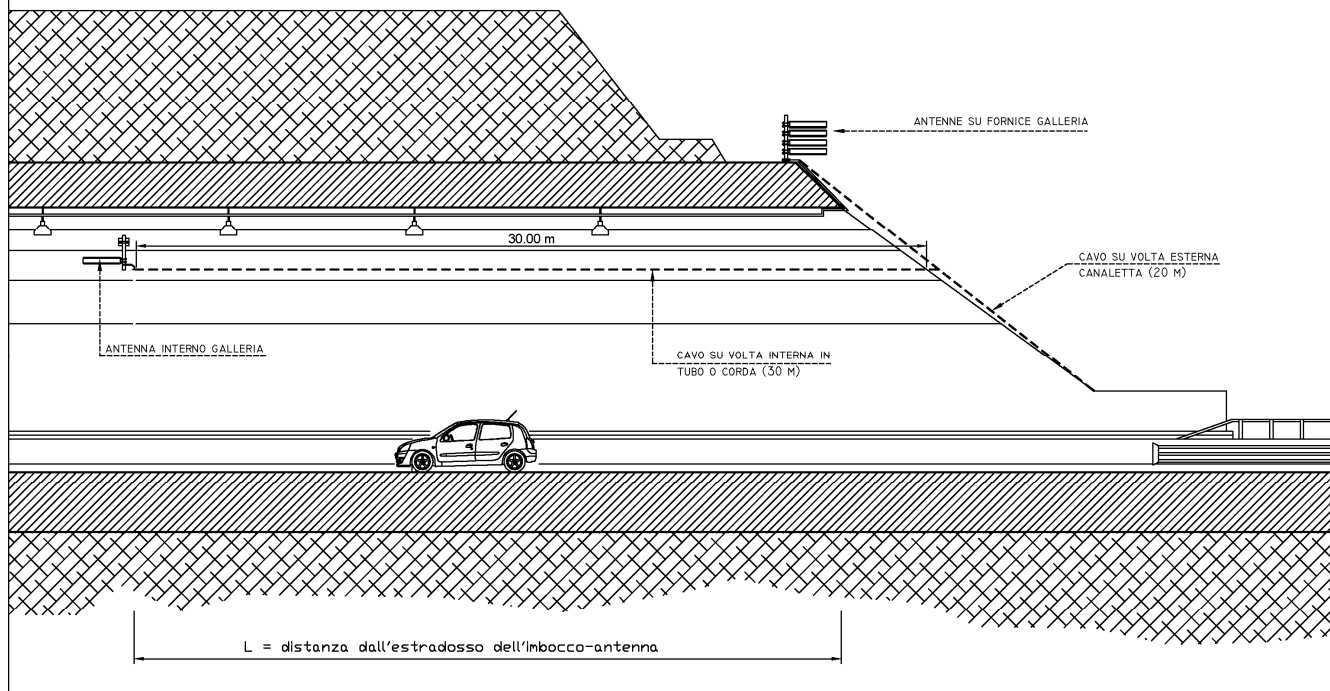 ANTENNE SU FORNICE GALLERIA
30.00 m
CAVO SU VOLTA ESTERNA
CANALETTA (20 M)
ANTENNA INTERNO GALLERIA
CAVO SU VOLTA INTERNA IN
TUBO O CORDA (30 M)
L = distanza dall'estradosso dell'imbocco-antenna